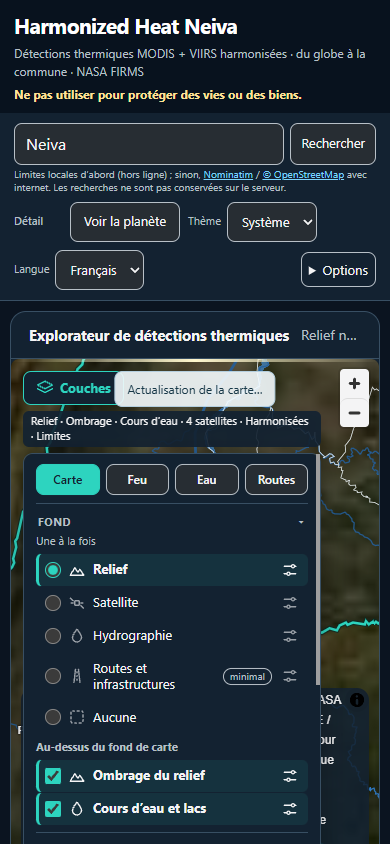 Harmonized Heat Neiva
Détections thermiques MODIS + VIIRS harmonisées · du globe à la
commune · NASA FIRMS
Ne pas utiliser pour protéger des vies ou des biens.
Neiva
Rechercher
Limites locales d'abord (hors ligne) ; sinon, Nominatim / © OpenStreetMap avec
internet. Les recherches ne sont pas conservées sur le serveur.
Détail
Voir la planète
Thème
Système
Langue
Français
Options
Explorateur de détections thermiques
Relief n...
Couches
Actualisation de la carte...
Relief · Ombrage · Cours d'eau · 4 satellites · Harmonisées
· Limites
Carte
Feu
Eau
Routes
FOND
Une à la fois
Relief
Satellite
Hydrographie
Routes et
infrastructures
minimal
Aucune
Au-dessus du fond de carte
Ombrage du relief
Cours d'eau et lacs